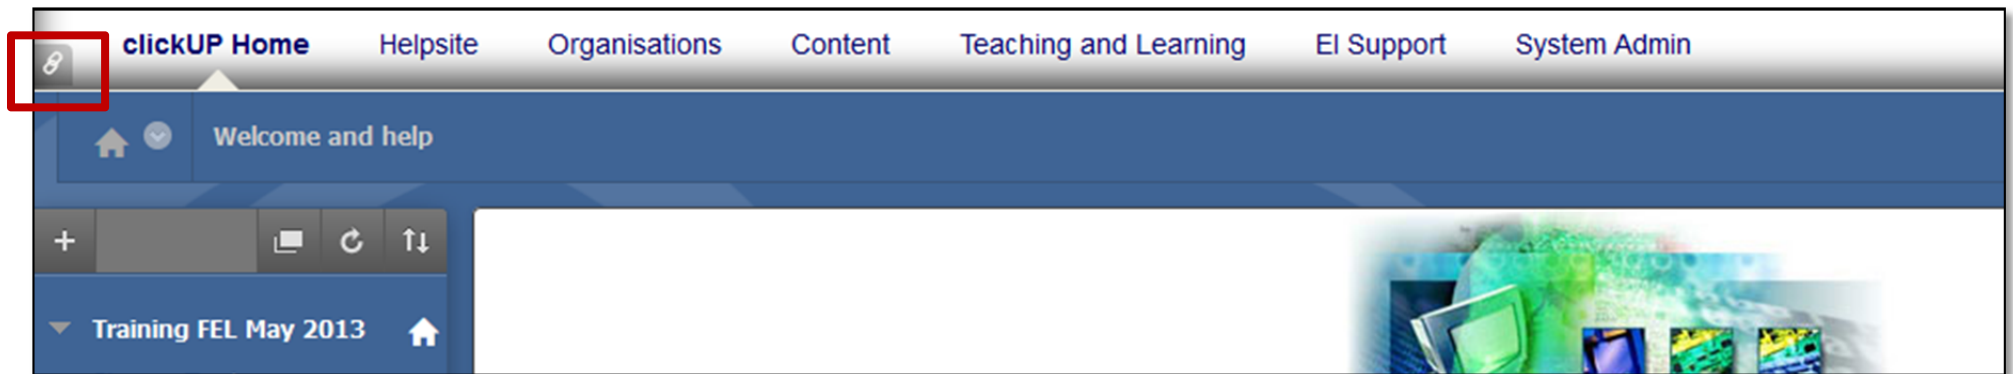 clickUP Home Helpsite Organisations Content Teaching and Learning EI Support System Admin
Welcome and help
Training FEL May 2013